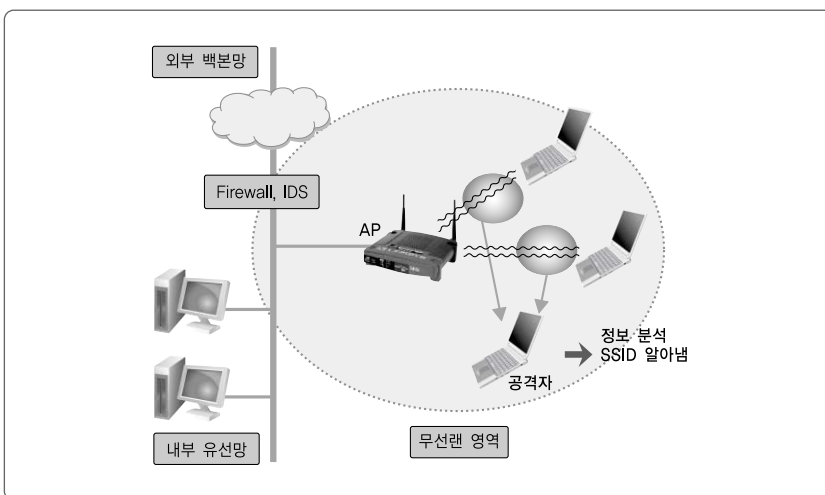 외부 백본망
Firewall, IDS
AP
정보 분석
SSID 알아냄
공격자
내부 유선망
무선랜 영역